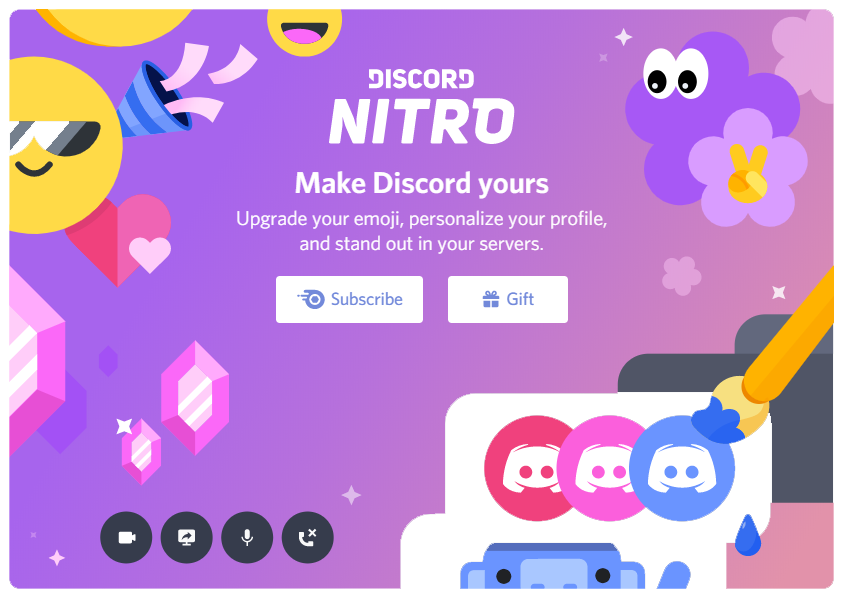 DISCORD
NITRO
Make Discord yours
Upgrade your emoji, personalize your profile,
and stand out in your servers.
Subscribe
Gift